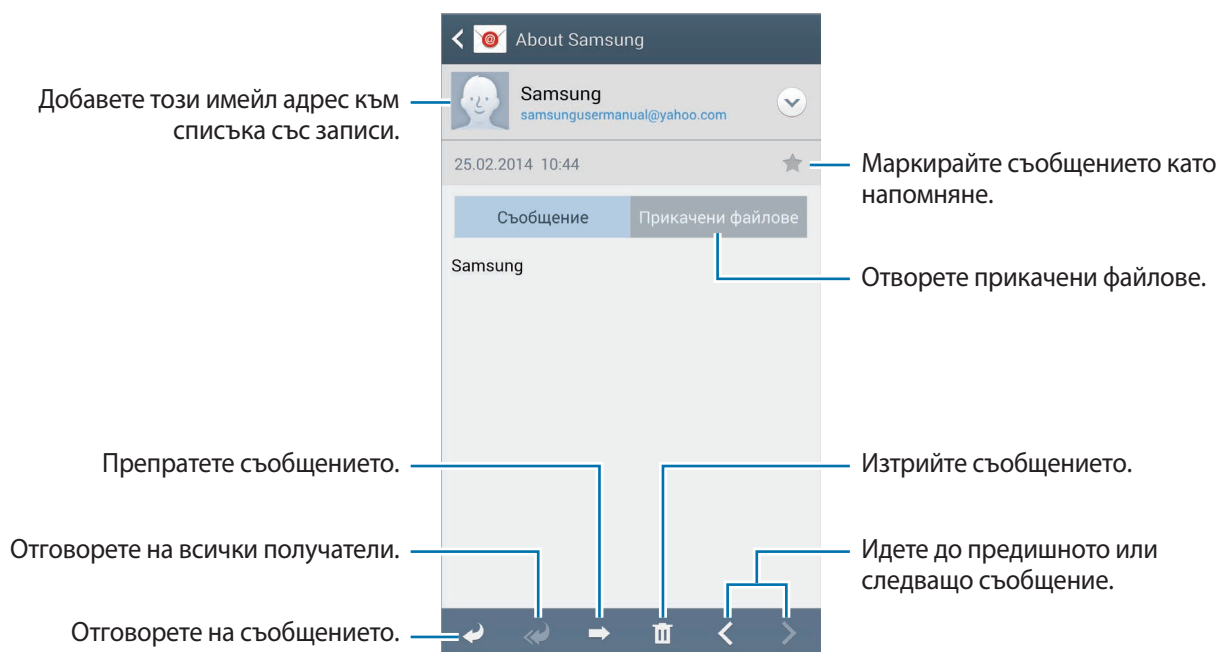 About Samsung
Добавете този имейл адрес към
списъка със записи.
Samsung
samsungusermanual@yahoo.com
25.02.2014 10:44
Маркирайте съобщението като
напомняне.
Съобщение
Прикачени файлове
Samsung
Отворете прикачени файлове.
Препратете съобщението.
Изтрийте съобщението.
Отговорете на всички получатели.
Идете до предишното или
следващо съобщение.
Отговорете на съобщението.